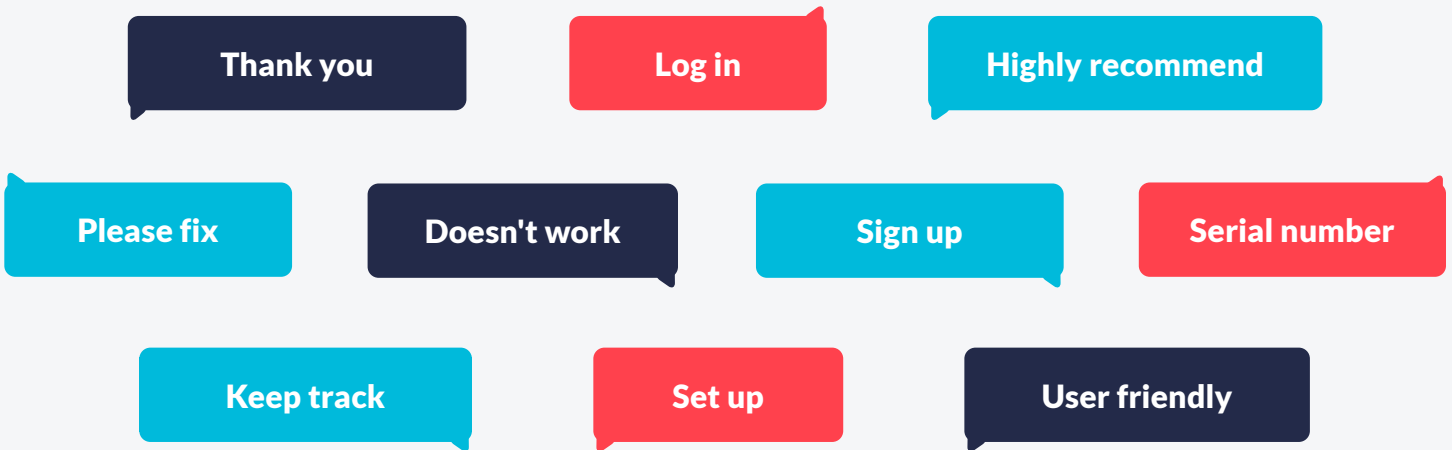 Thank you
Log in
Highly recommend
Please fix
Doesn't work
Sign up
Serial number
Keep track
Set up
User friendly